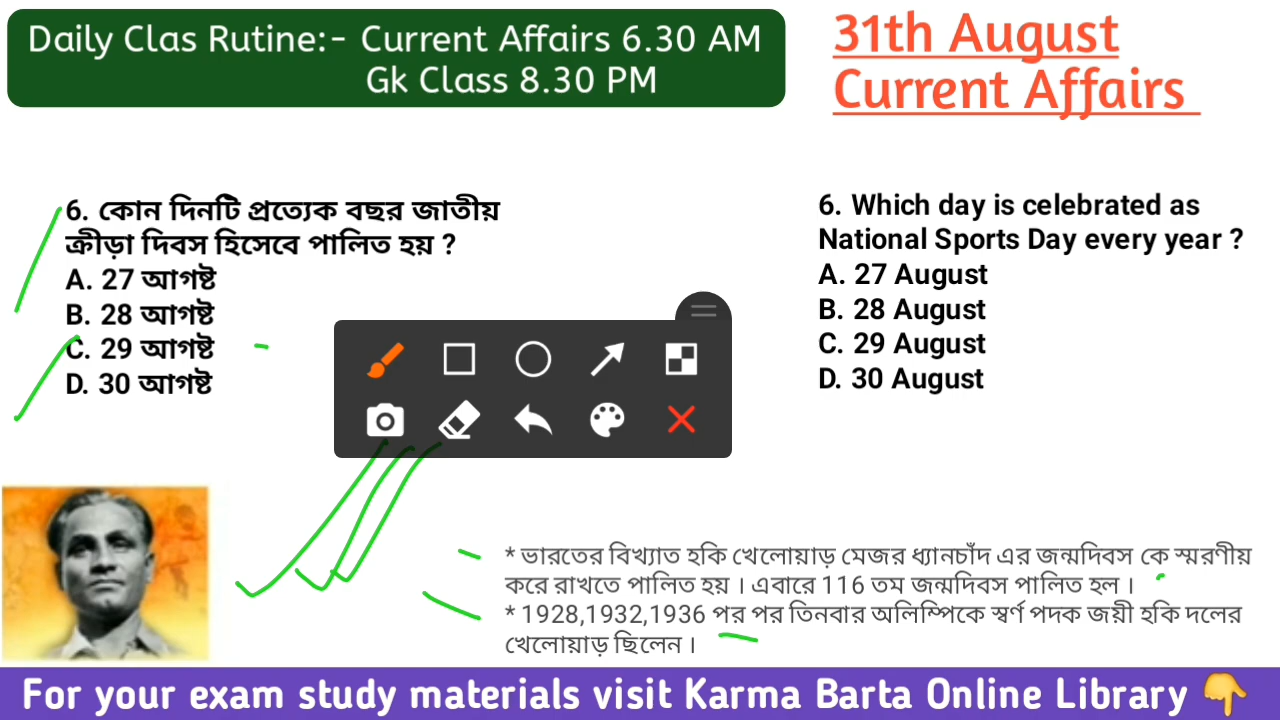 Daily Clas Rutine:- Current Affairs 6.30 AM
Gk Class 8.30 PM
31th August
Current Affairs
6. কোন দিনটি প্রত্যেক বছর জাতীয়
ক্রীড়া দিবস হিসেবে পালিত হয় ?
A. 27 আগষ্ট
B. 28 আগষ্ট
C. 29 আগষ্ট
D. 30 আগষ্ট
6. Which day is celebrated as
National Sports Day every year ?
A. 27 August
B. 28 August
C. 29 August
D. 30 August
* ভারতের বিখ্যাত হকি খেলোয়াড় মেজর ধ্যানচাঁদ এর জন্মদিবস কে স্মরণীয়
করে রাখতে পালিত হয় । এবারে 116 তম জন্মদিবস পালিত হল ।
* 1928,1932,1936 পর পর তিনবার অলিম্পিকে স্বর্ণ পদক জয়ী হকি দলের
খেলোয়াড় ছিলেন ।
For your exam study materials visit Karma Barta Online Library 👇